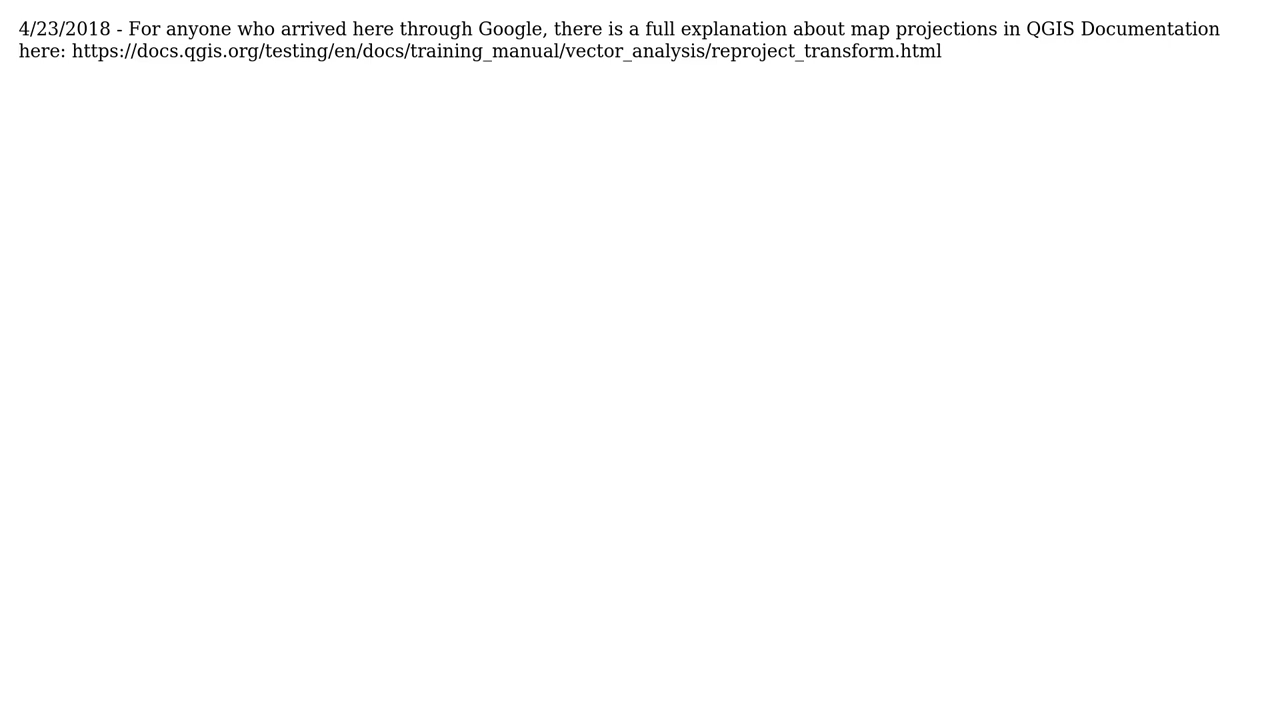 4/23/2018 - For anyone who arrived here through Google, there is a full explanation about map projections in QGIS Documentation
here: https://docs.qgis.org/testing/en/docs/training_manual/vector_analysis/reproject_transform.html